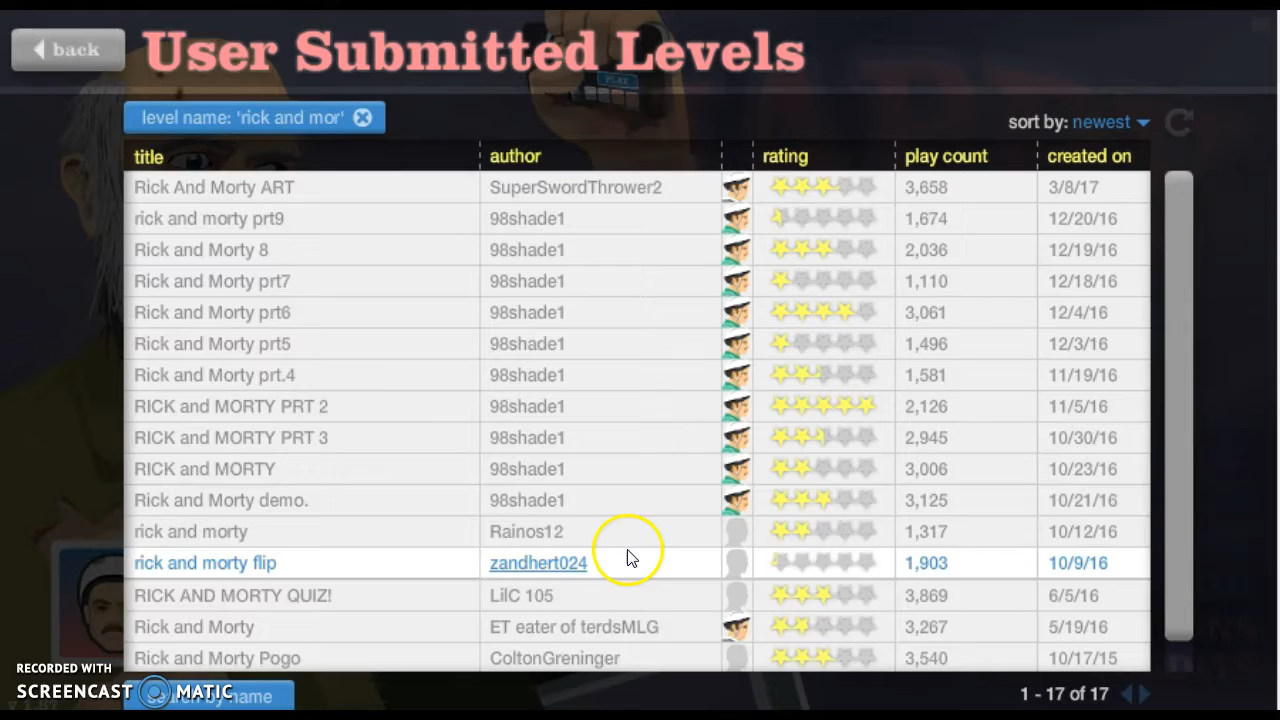 back
User Submitted Levels
PLAY
level name: 'rick and mor'
sort by: newest
title author rating play count created on
Rick And Morty ART SuperSwordThrower2 3,658 3/8/17
rick and morty prt9 98shade1 1,674 12/20/16
Rick and Morty 8 98shade1 2,036 12/19/16
Rick and Morty prt7 98shade1 1,110 12/18/16
Rick and Morty prt6 98shade1 3,061 12/4/16
Rick and Morty prt5 98shade1 1,496 12/3/16
Rick and Morty prt.4 98shade1 1,581 11/19/16
RICK and MORTY PRT 2 98shade1 2,126 11/5/16
RICK and MORTY PRT 3 98shade1 2,945 10/30/16
RICK and MORTY 98shade1 3,006 10/23/16
Rick and Morty demo. 98shade1 3,125 10/21/16
rick and morty Rainos12 1,317 10/12/16
rick and morty flip zandhert024 1,903 10/9/16
RICK AND MORTY QUIZ! LilC 105 3,869 6/5/16
Rick and Morty ET eater of terdsMLG 3,267 5/19/16
Rick and Morty Pogo ColtonGreninger 3,540 10/17/15
RECORDED WITH
SCREENCAST MATIC
search by name
1 - 17 of 17